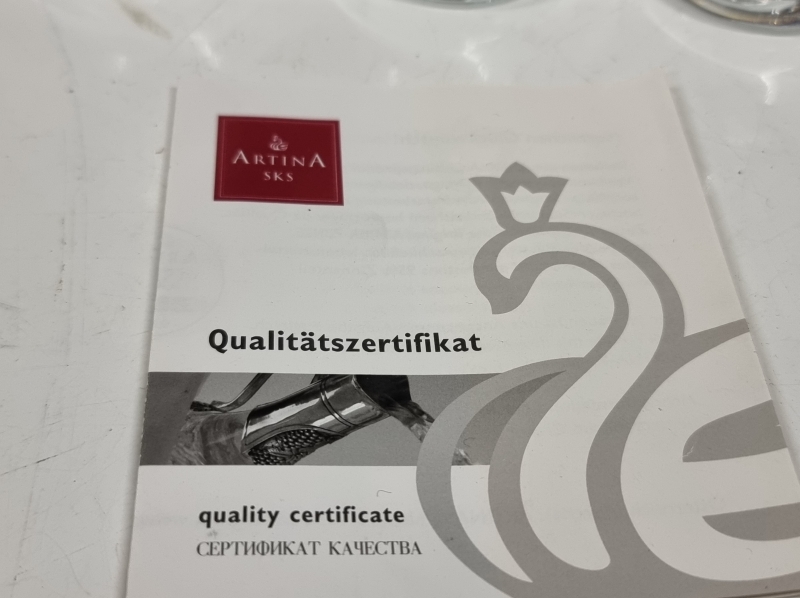 ARTINA
SKS
Qualitätszertifikat
quality certificate
СЕРТИФИКАТ КАЧЕСТВА